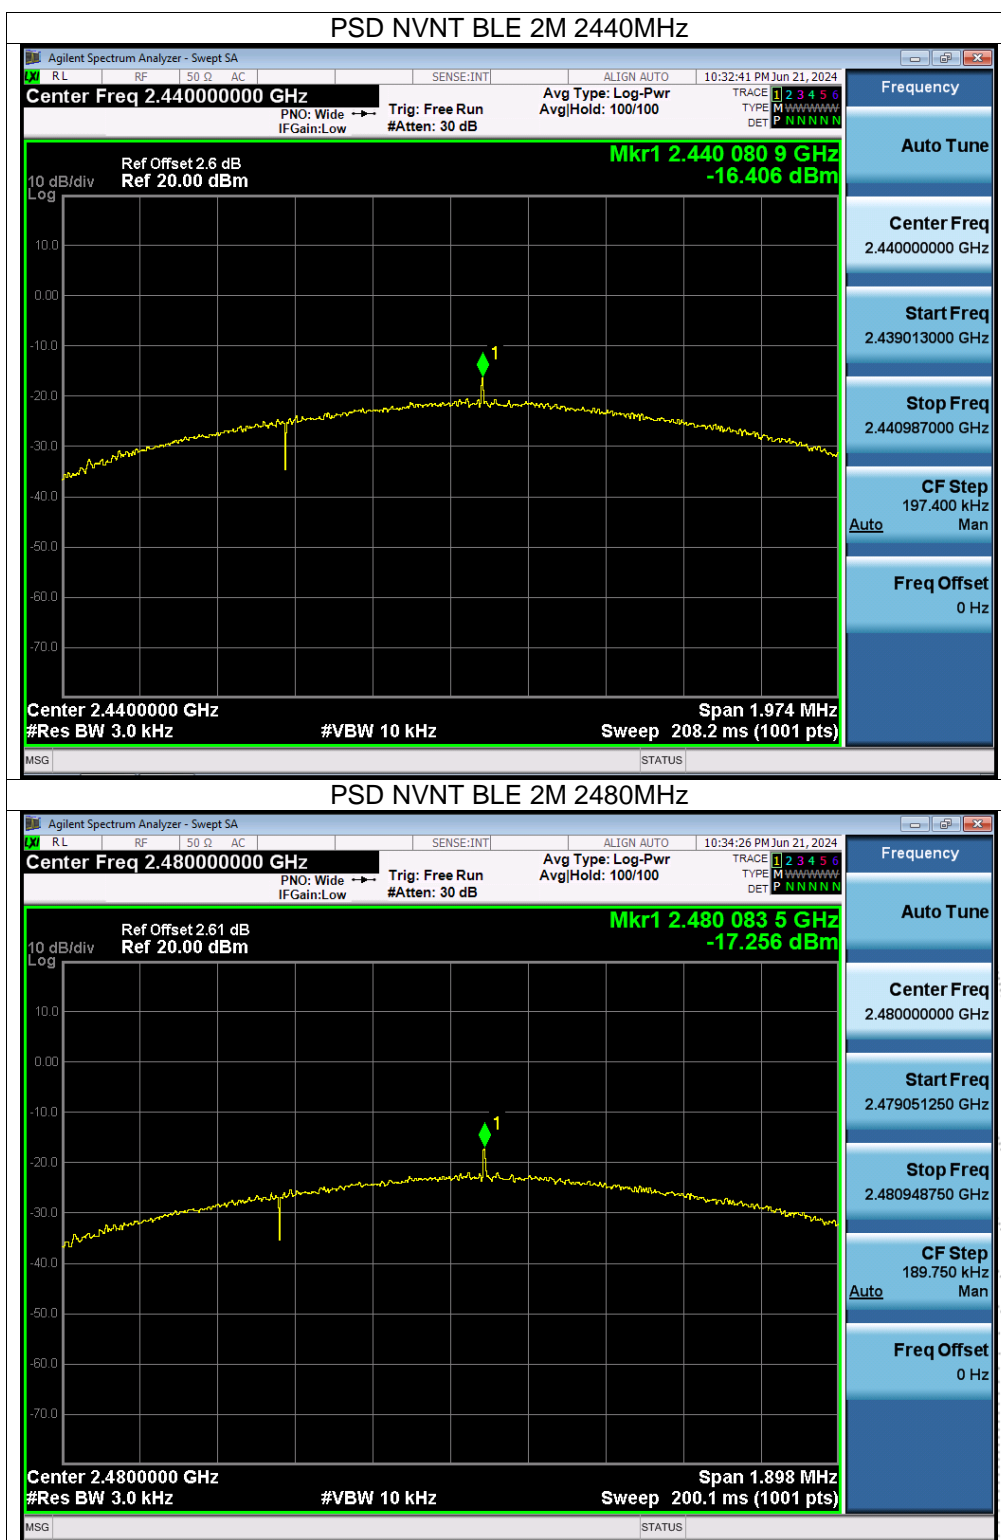 PSD NVNT BLE 2M 2440MHz
Agilent Spectrum Analyzer - Swept SA
LXI RL RF 50 Ω AC SENSE:INT ALIGN AUTO 10:32:41 PM Jun 21, 2024
Center Freq 2.440000000 GHz
PNO: Wide
IFGain:Low
Trig: Free Run
#Atten: 30 dB
Avg Type: Log-Pwr
Avg|Hold: 100/100
TRACE 1 2 3 4 5 6
TYPE M WWWWW
DET P N N N N N
Ref Offset 2.6 dB
Ref 20.00 dBm
10 dB/div
Log
Mkr1 2.440 080 9 GHz
-16.406 dBm
10.0
0.00
-10.0
-20.0
-30.0
-40.0
-50.0
-60.0
-70.0
1
Center 2.4400000 GHz
#Res BW 3.0 kHz
#VBW 10 kHz
Span 1.974 MHz
Sweep 208.2 ms (1001 pts)
MSG STATUS
Frequency
Auto Tune
Center Freq
2.440000000 GHz
Start Freq
2.439013000 GHz
Stop Freq
2.440987000 GHz
CF Step
197.400 kHz
Auto Man
Freq Offset
0 Hz
PSD NVNT BLE 2M 2480MHz
Agilent Spectrum Analyzer - Swept SA
LXI RL RF 50 Ω AC SENSE:INT ALIGN AUTO 10:34:26 PM Jun 21, 2024
Center Freq 2.480000000 GHz
PNO: Wide
IFGain:Low
Trig: Free Run
#Atten: 30 dB
Avg Type: Log-Pwr
Avg|Hold: 100/100
TRACE 1 2 3 4 5 6
TYPE M WWWWW
DET P N N N N N
Ref Offset 2.61 dB
Ref 20.00 dBm
10 dB/div
Log
Mkr1 2.480 083 5 GHz
-17.256 dBm
10.0
0.00
-10.0
-20.0
-30.0
-40.0
-50.0
-60.0
-70.0
1
Center 2.4800000 GHz
#Res BW 3.0 kHz
#VBW 10 kHz
Span 1.898 MHz
Sweep 200.1 ms (1001 pts)
MSG STATUS
Frequency
Auto Tune
Center Freq
2.480000000 GHz
Start Freq
2.479051250 GHz
Stop Freq
2.480948750 GHz
CF Step
189.750 kHz
Auto Man
Freq Offset
0 Hz